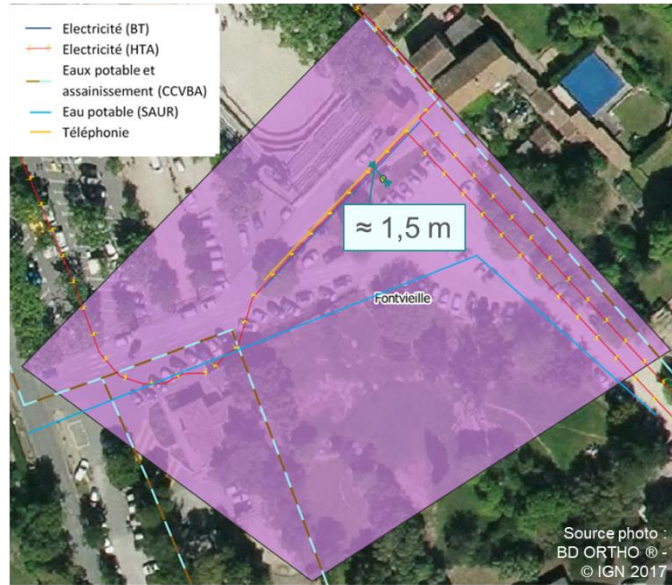 Electricité (BT)
Electricité (HTA)
Eaux potable et
assainissement (CCVBA)
Eau potable (SAUR)
Téléphonie
≈ 1,5 m
Fontvieille
Source photo :
BD ORTHO ® -
© IGN 2017